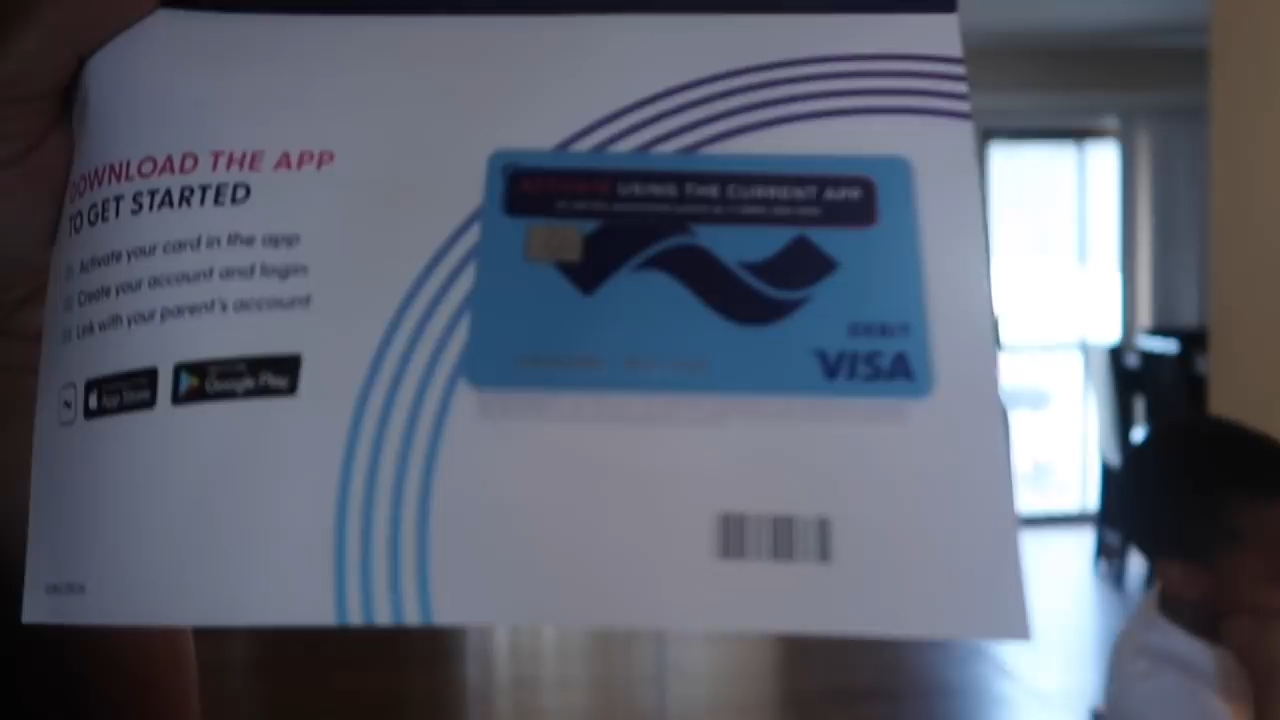 DOWNLOAD THE APP
TO GET STARTED
Activate your card in the app
Create your account and login
Link with your parent's account
App Store
Google Play
ACTIVATE USING THE CURRENT APP
DEBIT
VISA